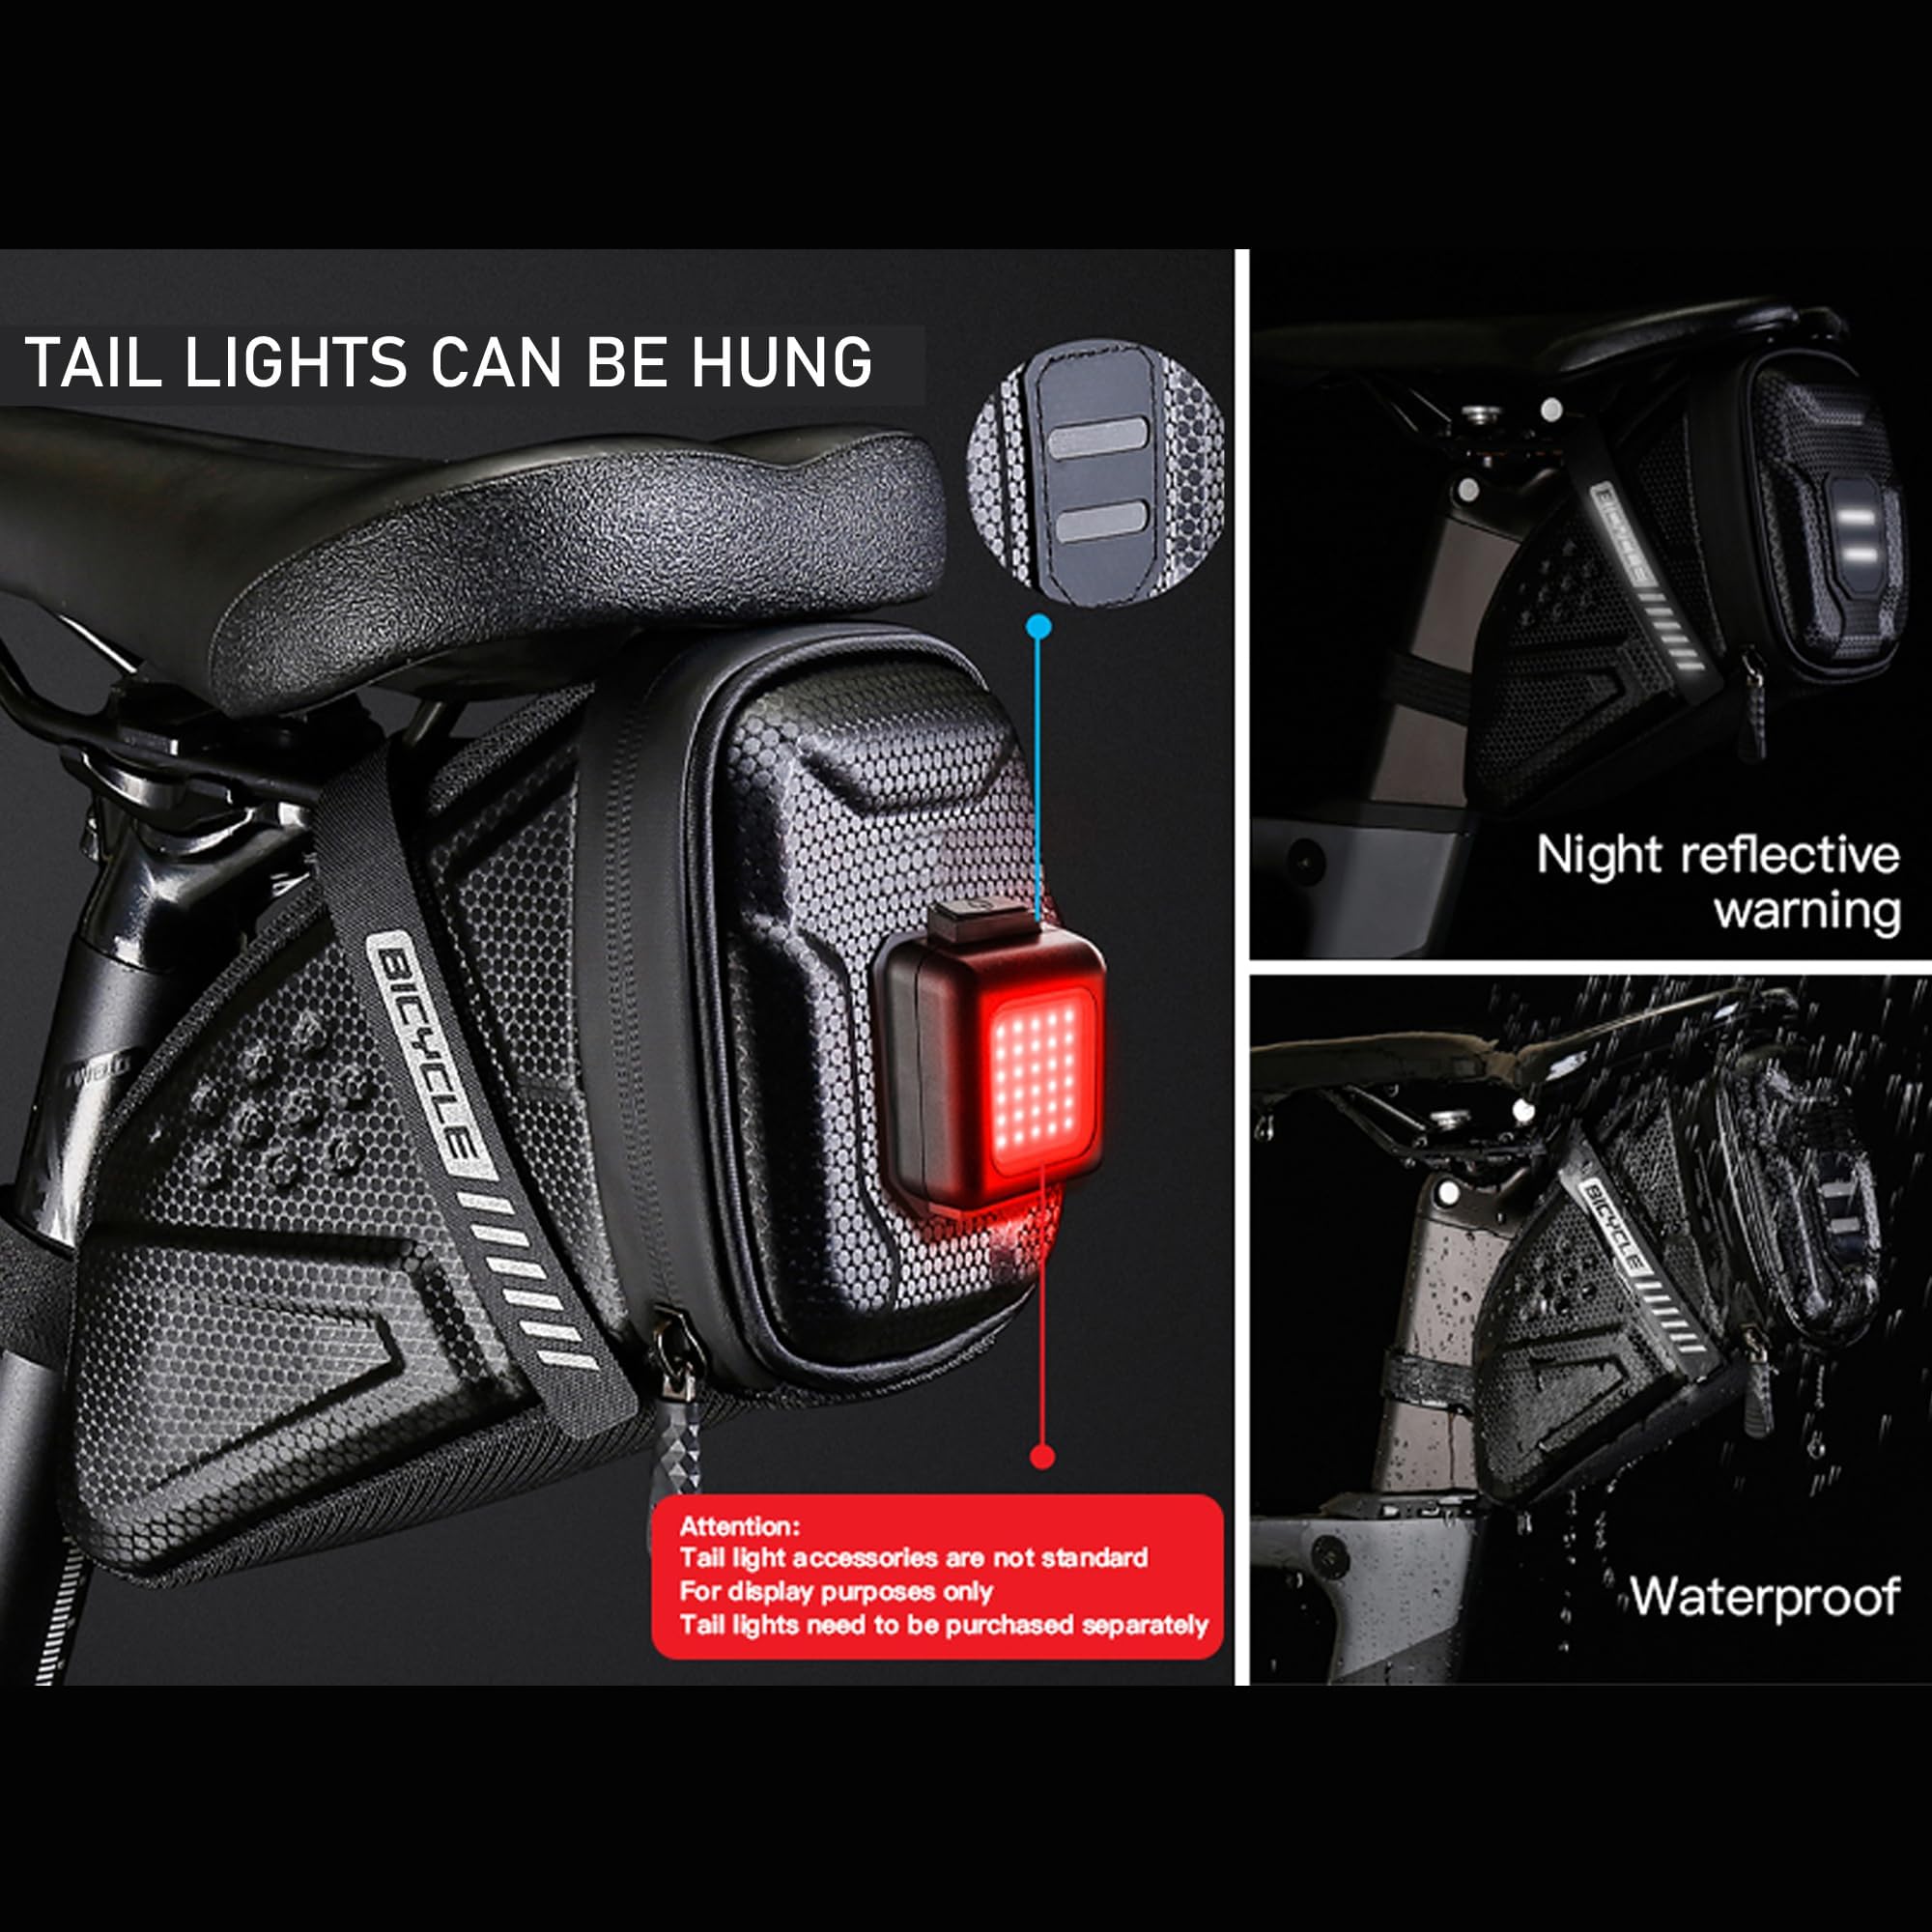 TAIL LIGHTS CAN BE HUNG
BICYCLE
Attention:
Tail light accessories are not standard
For display purposes only
Tail lights need to be purchased separately
BICYCLE
Night reflective
warning
BICYCLE
Waterproof